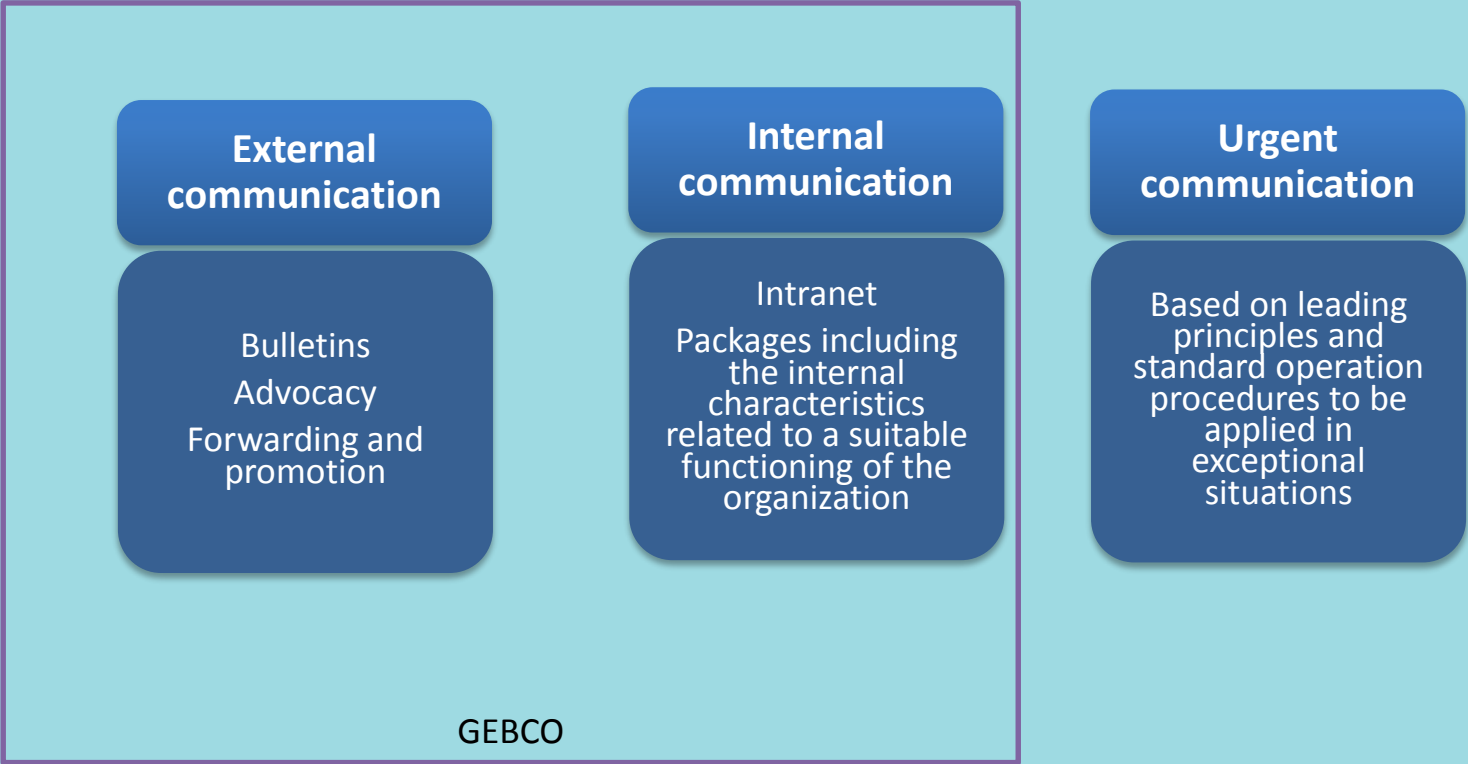 External
communication
Bulletins
Advocacy
Forwarding and
promotion
Internal
communication
Intranet
Packages including
the internal
characteristics
related to a suitable
functioning of the
organization
Urgent
communication
Based on leading
principles and
standard operation
procedures to be
applied in
exceptional
situations
GEBCO